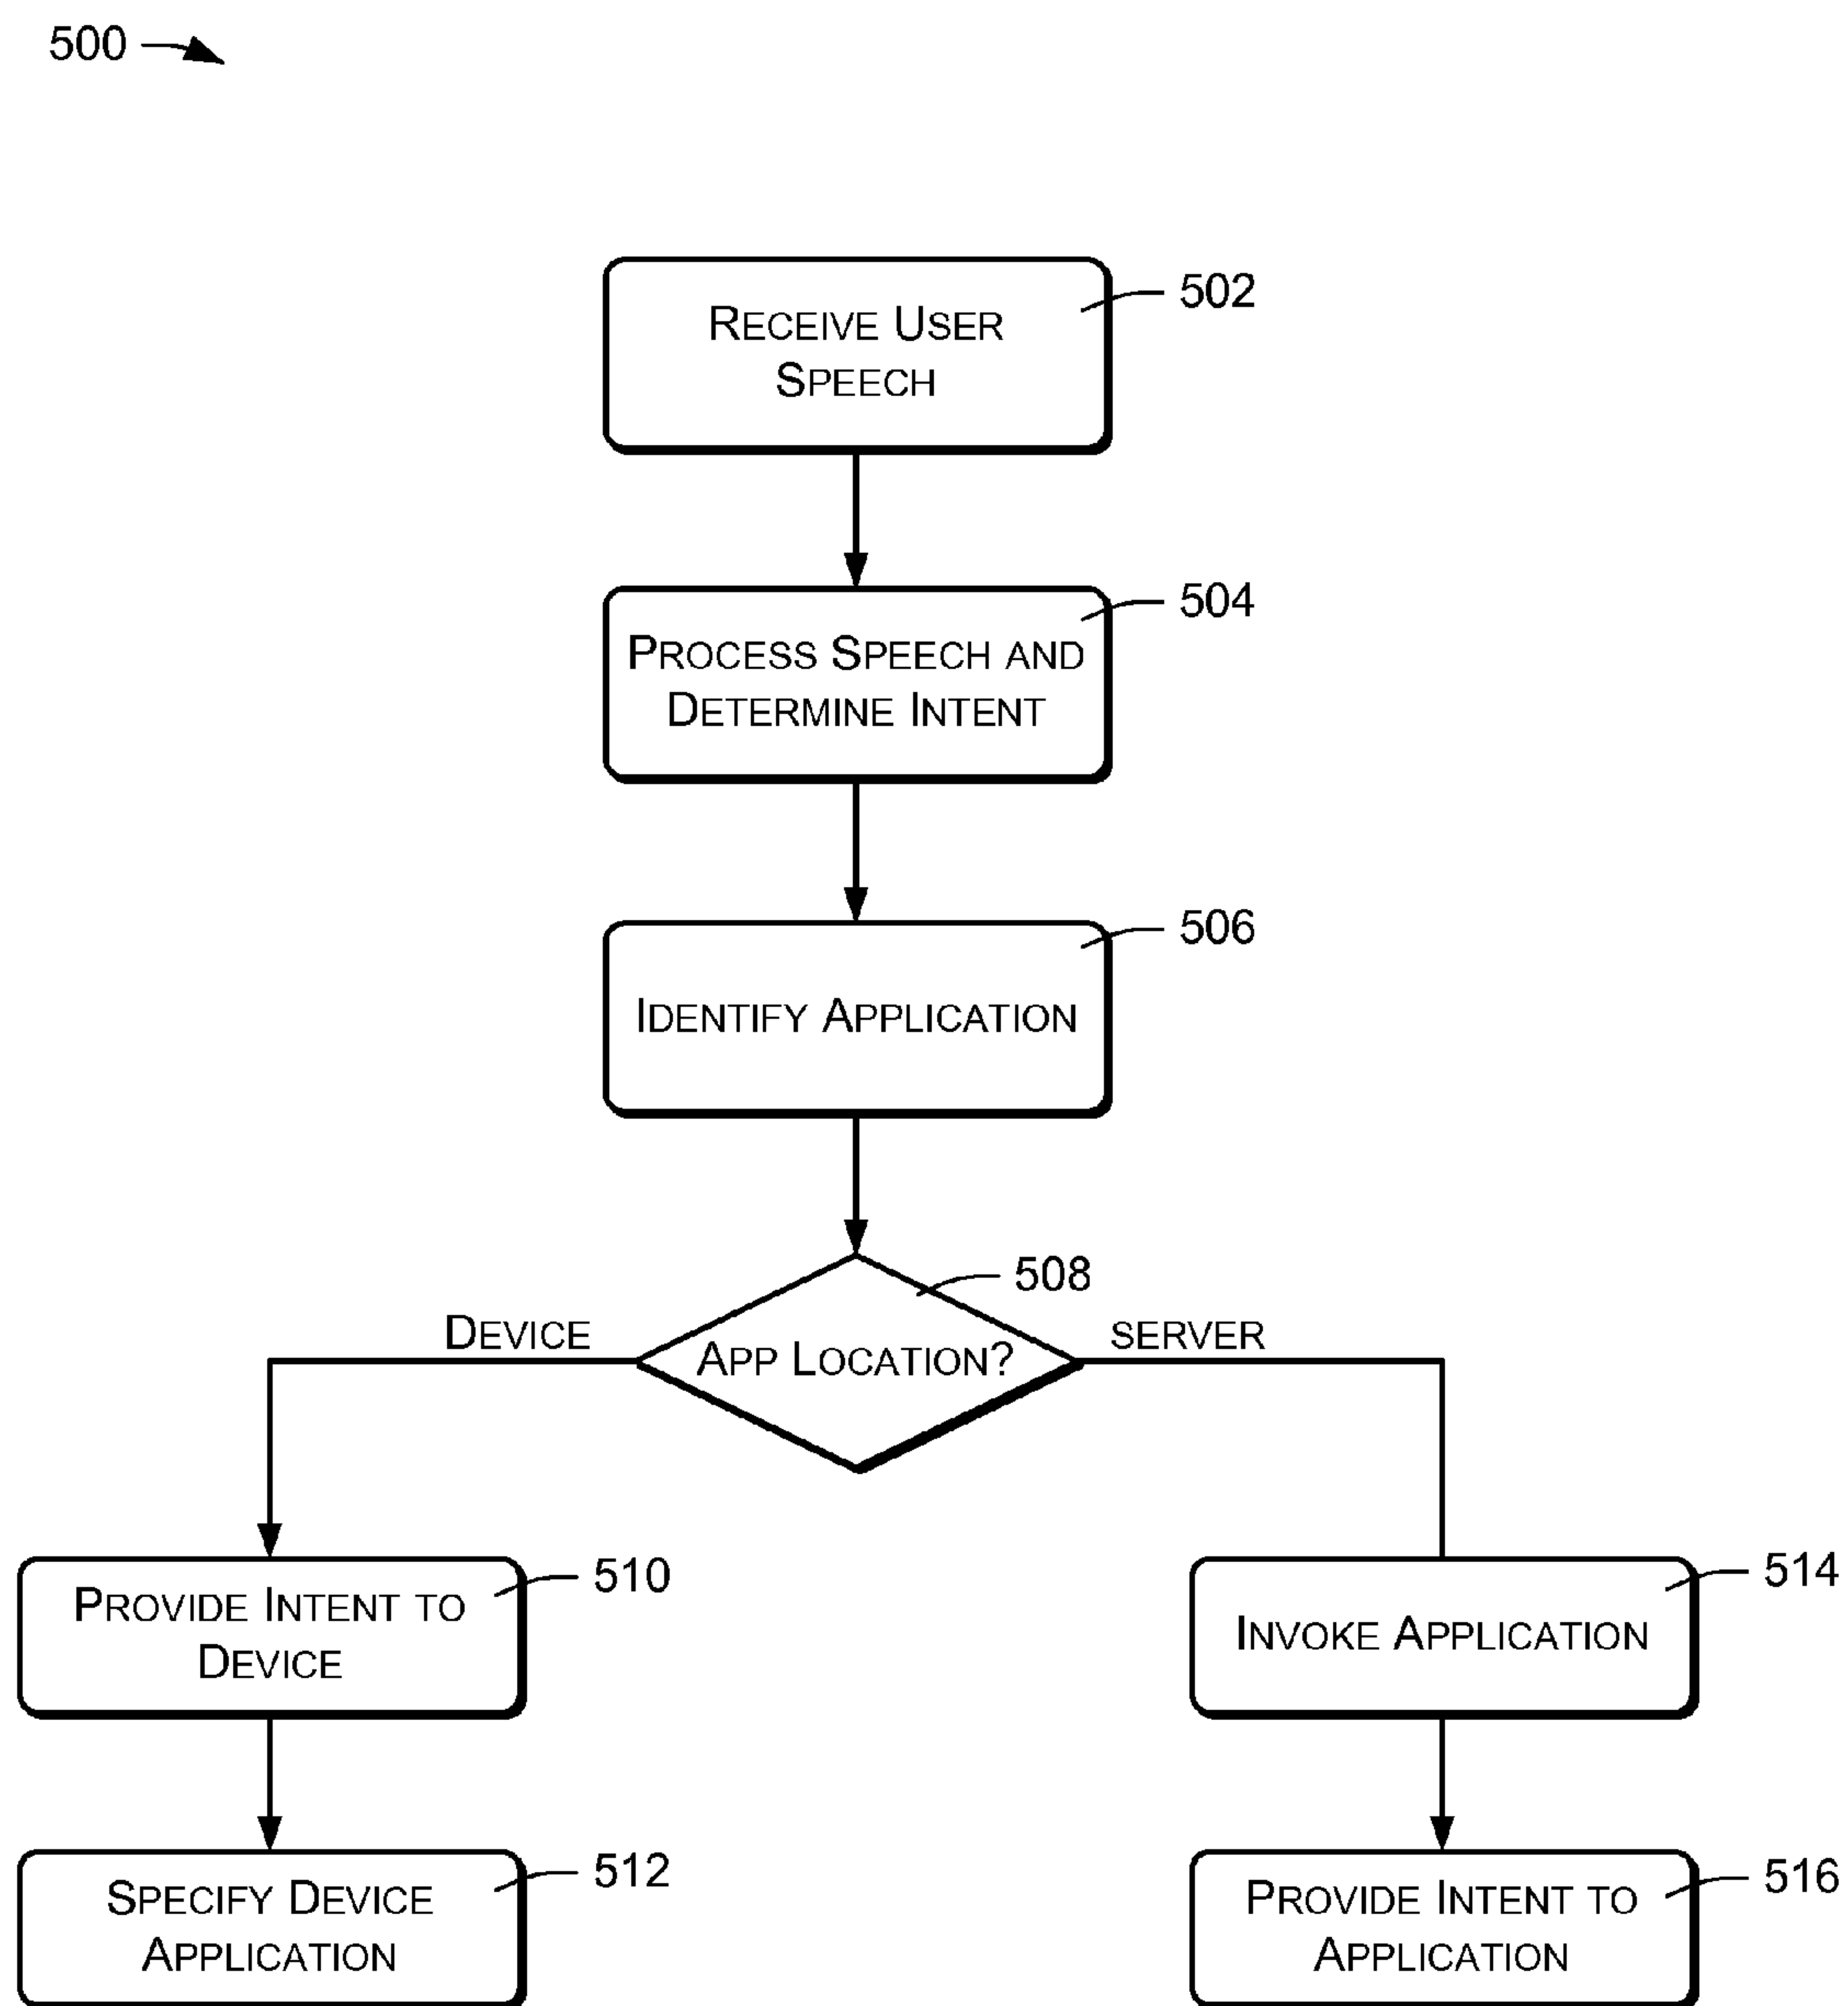 500
Receive User
Speech
502
Process Speech and
Determine Intent
504
Identify Application
506
508
Device
App Location?
server
Provide Intent to
Device
510
Invoke Application
514
Specify Device
Application
512
Provide Intent to
Application
516